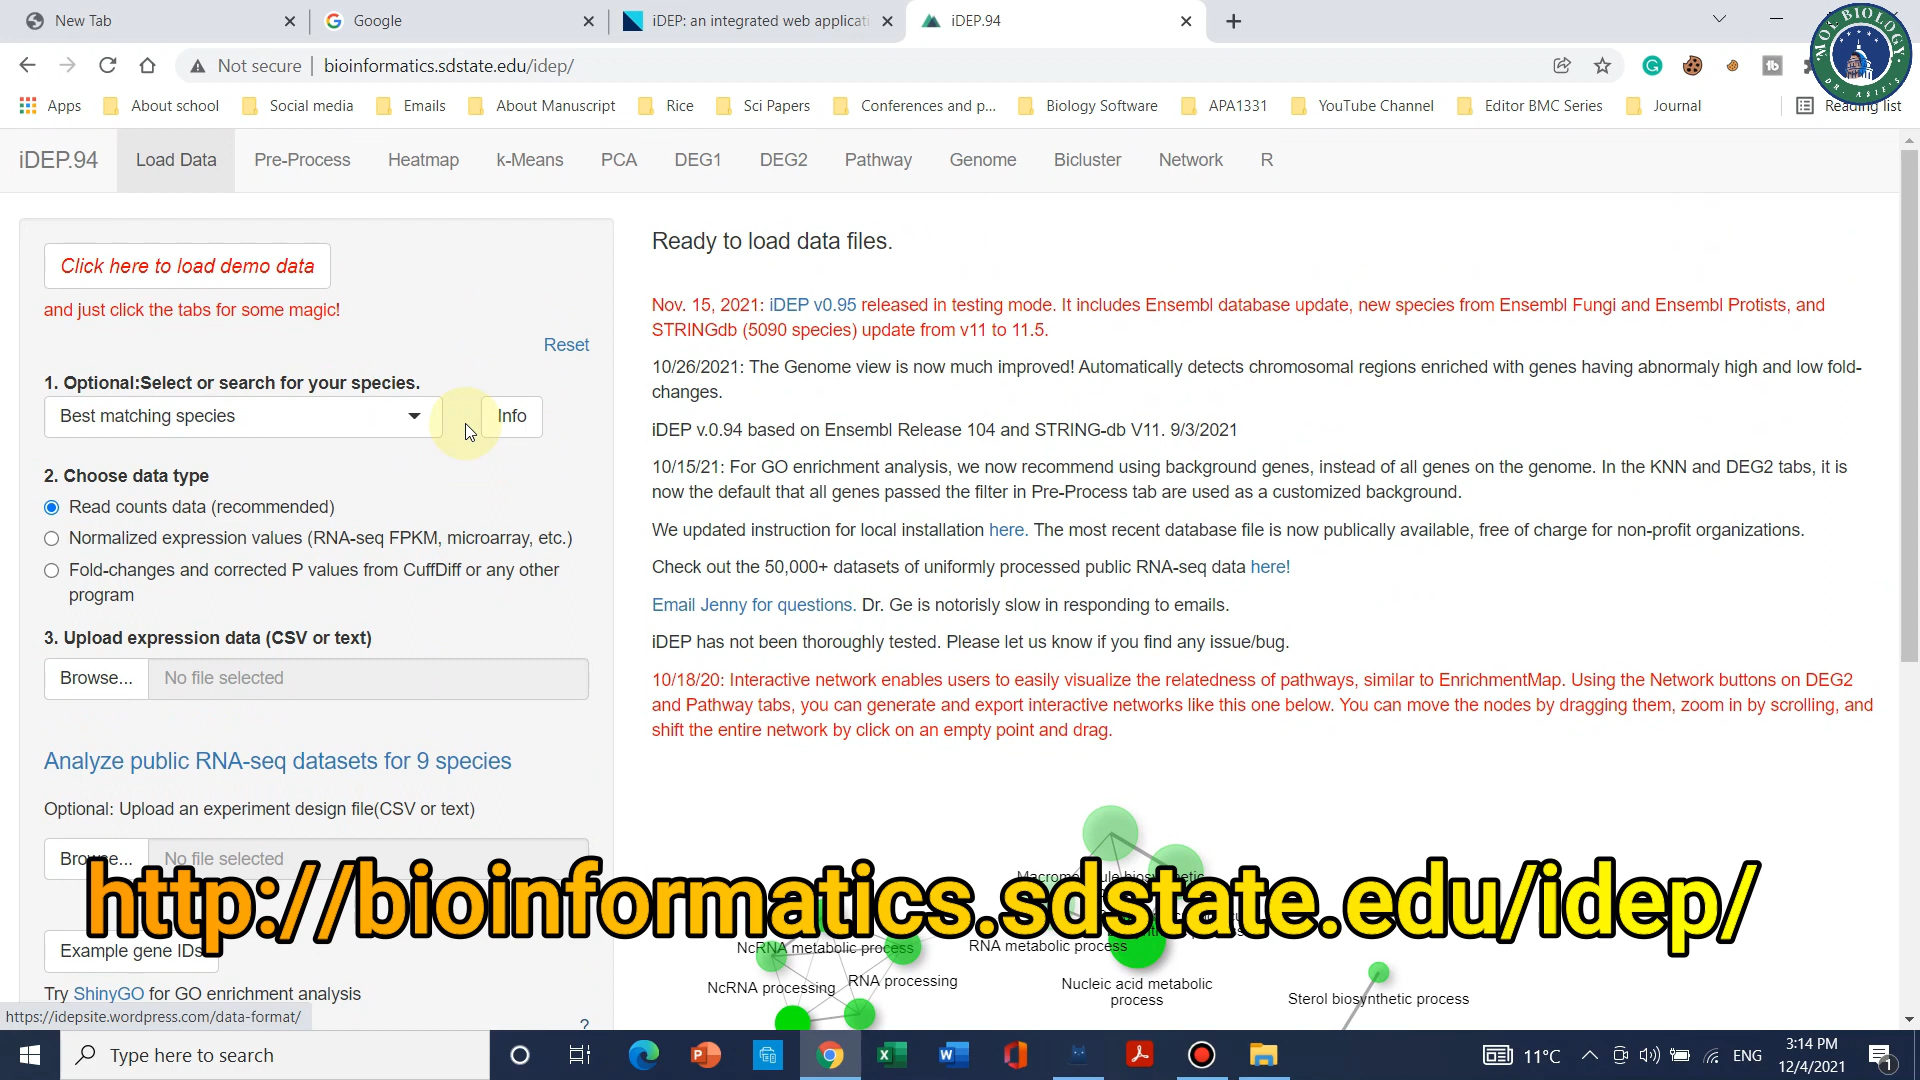 New Tab
Google
iDEP: an integrated web applicati
iDEP.94
MOY BIOLOGY
Not secure
bioinformatics.sdstate.edu/idep/
Apps
About school
Social media
Emails
About Manuscript
Rice
Sci Papers
Conferences and p...
Biology Software
APA1331
YouTube Channel
Editor BMC Series
Journal
Reading list
iDEP.94
Load Data
Pre-Process
Heatmap
k-Means
PCA
DEG1
DEG2
Pathway
Genome
Bicluster
Network
R
Click here to load demo data
and just click the tabs for some magic!
Reset
1. Optional:Select or search for your species.
Best matching species
Info
2. Choose data type
Read counts data (recommended)
Normalized expression values (RNA-seq FPKM, microarray, etc.)
Fold-changes and corrected P values from CuffDiff or any other
program
3. Upload expression data (CSV or text)
Browse...
No file selected
Analyze public RNA-seq datasets for 9 species
Optional: Upload an experiment design file(CSV or text)
Browse...
No file selected
Example gene IDs
Try ShinyGO for GO enrichment analysis
?
https://idepsite.wordpress.com/data-format/
Ready to load data files.
Nov. 15, 2021: iDEP v0.95 released in testing mode. It includes Ensembl database update, new species from Ensembl Fungi and Ensembl Protists, and
STRINGdb (5090 species) update from v11 to 11.5.
10/26/2021: The Genome view is now much improved! Automatically detects chromosomal regions enriched with genes having abnormaly high and low fold-
changes.
iDEP v.0.94 based on Ensembl Release 104 and STRING-db V11. 9/3/2021
10/15/21: For GO enrichment analysis, we now recommend using background genes, instead of all genes on the genome. In the KNN and DEG2 tabs, it is
now the default that all genes passed the filter in Pre-Process tab are used as a customized background.
We updated instruction for local installation here. The most recent database file is now publically available, free of charge for non-profit organizations.
Check out the 50,000+ datasets of uniformly processed public RNA-seq data here!
Email Jenny for questions. Dr. Ge is notorisly slow in responding to emails.
iDEP has not been thoroughly tested. Please let us know if you find any issue/bug.
10/18/20: Interactive network enables users to easily visualize the relatedness of pathways, similar to EnrichmentMap. Using the Network buttons on DEG2
and Pathway tabs, you can generate and export interactive networks like this one below. You can move the nodes by dragging them, zoom in by scrolling, and
shift the entire network by click on an empty point and drag.
http://bioinformatics.sdstate.edu/idep/
NcRNA metabolic process
RNA metabolic process
NcRNA processing
RNA processing
Nucleic acid metabolic
process
Sterol biosynthetic process
Type here to search
11°C
ENG
3:14 PM
12/4/2021
1